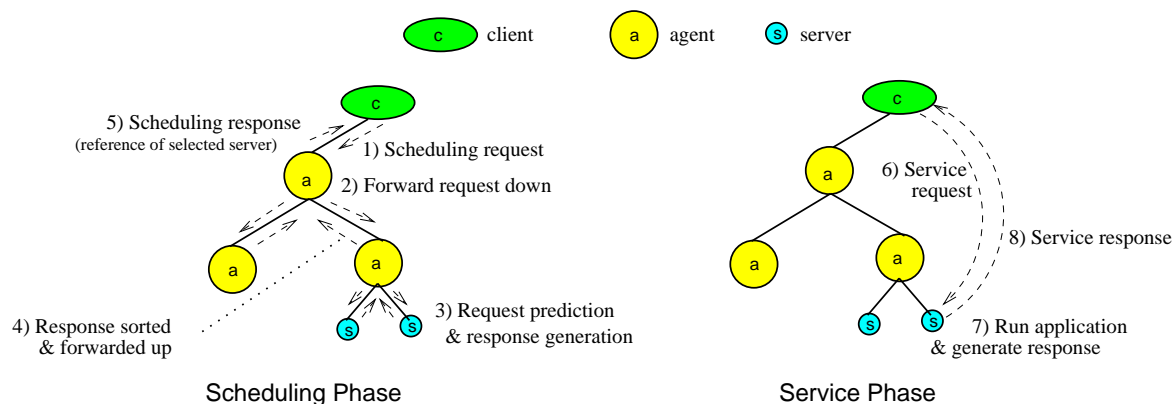 c client
a agent
s server
c
5) Scheduling response
(reference of selected server)
1) Scheduling request
a
2) Forward request down
a
a
3) Request prediction
& response generation
s
s
4) Response sorted
& forwarded up
Scheduling Phase
c
a
6) Service
request
a
a
8) Service response
s
s
7) Run application
& generate response
Service Phase